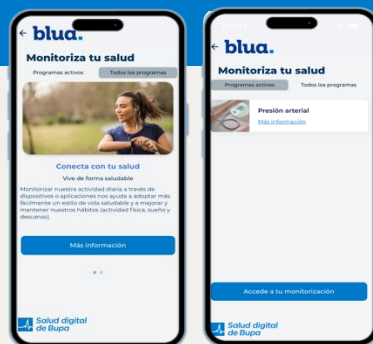 ← blua.
Monitoriza tu salud
Programas activos Todos los programas
Conecta con tu salud
Vive de forma saludable
Monitorizar nuestra actividad diaria a través de
dispositivos o aplicaciones nos ayuda a adoptar más
fácilmente un estilo de vida saludable y a mejorar y
mantener nuestros hábitos (actividad física, sueño y
descanso).
Más información
Salud digital
de Bupa
← blua.
Monitoriza tu salud
Programas activos Todos los programas
Presión arterial
Más información
Accede a tu monitorización
Salud digital
de Bupa